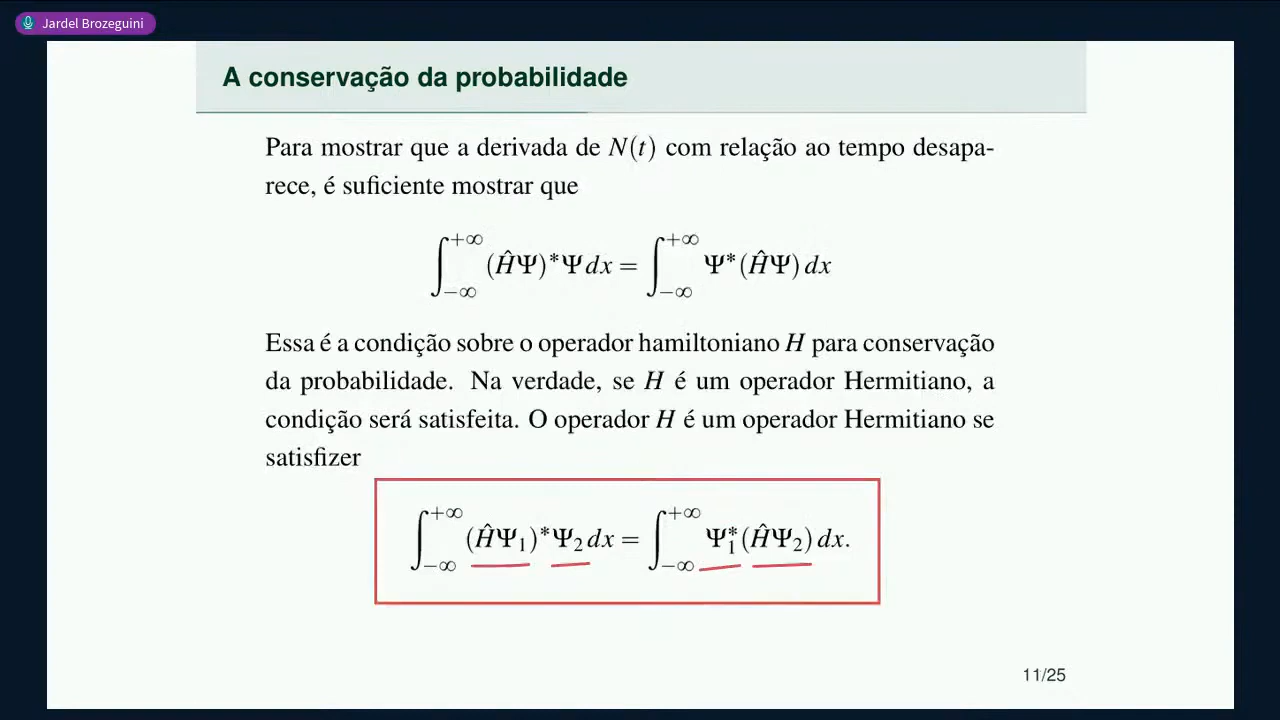 Jardel Brozeguini
A conservação da probabilidade
Para mostrar que a derivada de N(t) com relação ao tempo desapa-
rece, é suficiente mostrar que
∫_{−∞}^{+∞} (ĤΨ)*Ψ dx = ∫_{−∞}^{+∞} Ψ*(ĤΨ) dx
Essa é a condição sobre o operador hamiltoniano H para conservação
da probabilidade. Na verdade, se H é um operador Hermitiano, a
condição será satisfeita. O operador H é um operador Hermitiano se
satisfizer
∫_{−∞}^{+∞} (ĤΨ₁)*Ψ₂ dx = ∫_{−∞}^{+∞} Ψ₁*(ĤΨ₂) dx.
11/25